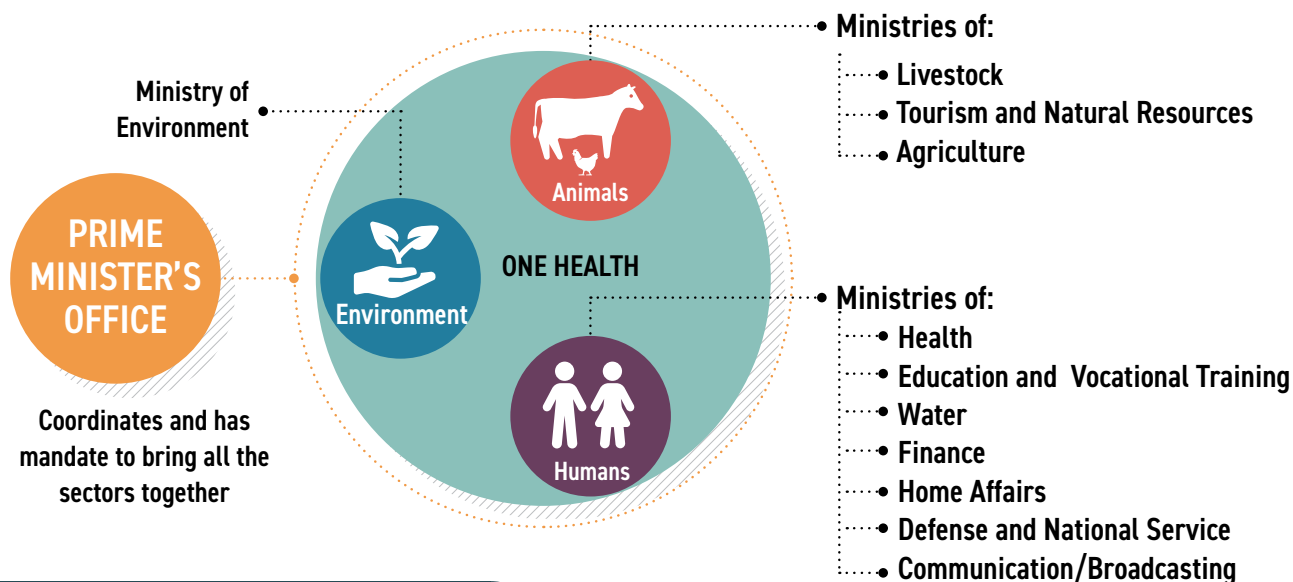 Ministry of
Environment
PRIME
MINISTER'S
OFFICE
Coordinates and has
mandate to bring all the
sectors together
Animals
ONE HEALTH
Environment
Humans
Ministries of:
Livestock
Tourism and Natural Resources
Agriculture
Ministries of:
Health
Education and Vocational Training
Water
Finance
Home Affairs
Defense and National Service
Communication/Broadcasting